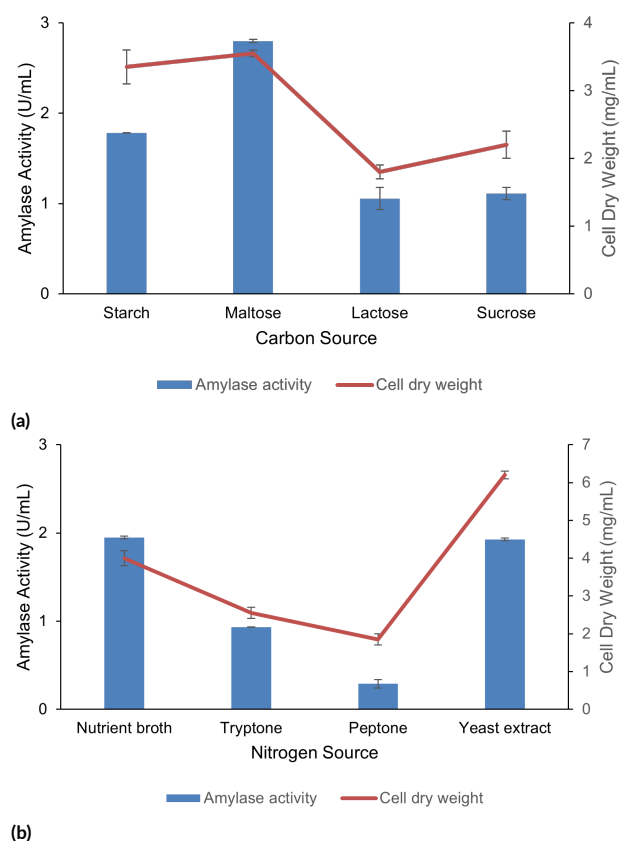 3
2
1
0
Amylase Activity (U/mL)
4
3
2
1
0
Cell Dry Weight (mg/mL)
Starch Maltose Lactose Sucrose
Carbon Source
Amylase activity Cell dry weight
(a)
3
2
1
0
Amylase Activity (U/mL)
7
6
5
4
3
2
1
0
Cell Dry Weight (mg/mL)
Nutrient broth Tryptone Peptone Yeast extract
Nitrogen Source
Amylase activity Cell dry weight
(b)